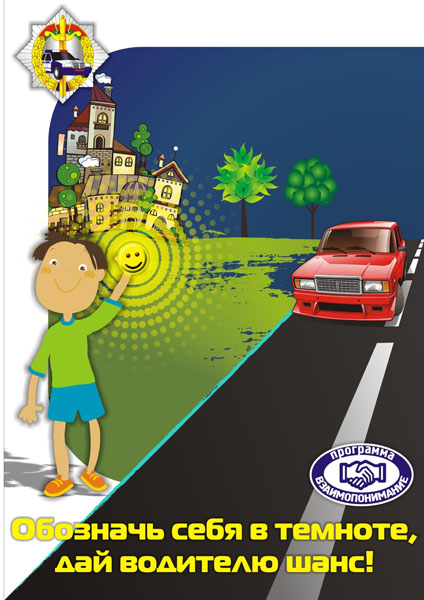 программа
ВЗАИМОПОНИМАНИЕ
Обозначь себя в темноте,
дай водителю шанс!